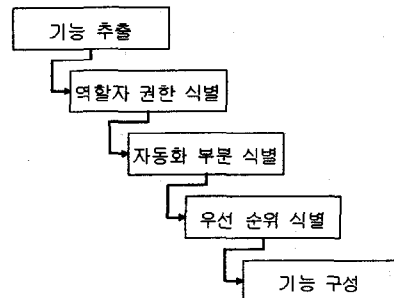 기능 추출
역할자 권한 식별
자동화 부분 식별
우선 순위 식별
기능 구성